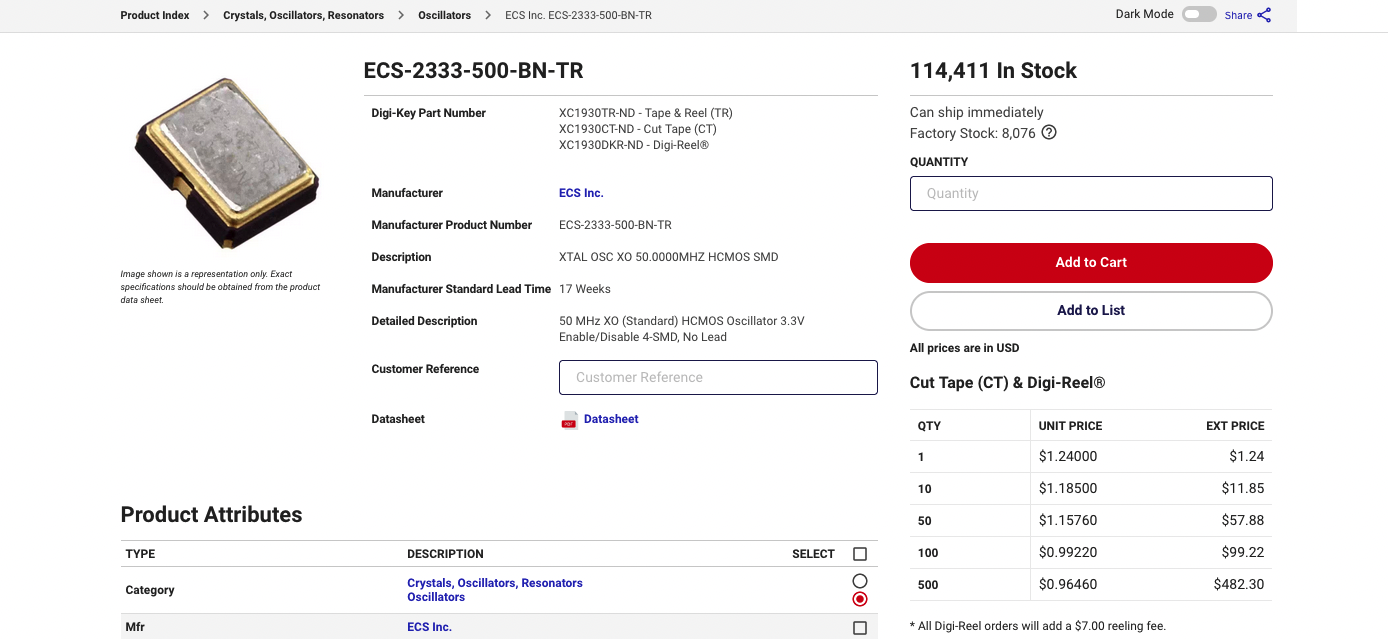 Product Index > Crystals, Oscillators, Resonators > Oscillators > ECS Inc. ECS-2333-500-BN-TR
Dark Mode Share
ECS-2333-500-BN-TR
Digi-Key Part Number XC1930TR-ND - Tape & Reel (TR)
XC1930CT-ND - Cut Tape (CT)
XC1930DKR-ND - Digi-Reel®
Manufacturer ECS Inc.
Manufacturer Product Number ECS-2333-500-BN-TR
Description XTAL OSC XO 50.0000MHZ HCMOS SMD
Manufacturer Standard Lead Time 17 Weeks
Detailed Description 50 MHz XO (Standard) HCMOS Oscillator 3.3V
Enable/Disable 4-SMD, No Lead
Customer Reference Customer Reference
Datasheet PDF Datasheet
Image shown is a representation only. Exact
specifications should be obtained from the product
data sheet.
114,411 In Stock
Can ship immediately
Factory Stock: 8,076 ?
QUANTITY
Quantity
Add to Cart
Add to List
All prices are in USD
Cut Tape (CT) & Digi-Reel®
QTY UNIT PRICE EXT PRICE
1 $1.24000 $1.24
10 $1.18500 $11.85
50 $1.15760 $57.88
100 $0.99220 $99.22
500 $0.96460 $482.30
* All Digi-Reel orders will add a $7.00 reeling fee.
Product Attributes
TYPE DESCRIPTION SELECT
Category Crystals, Oscillators, Resonators
Oscillators
Mfr ECS Inc.